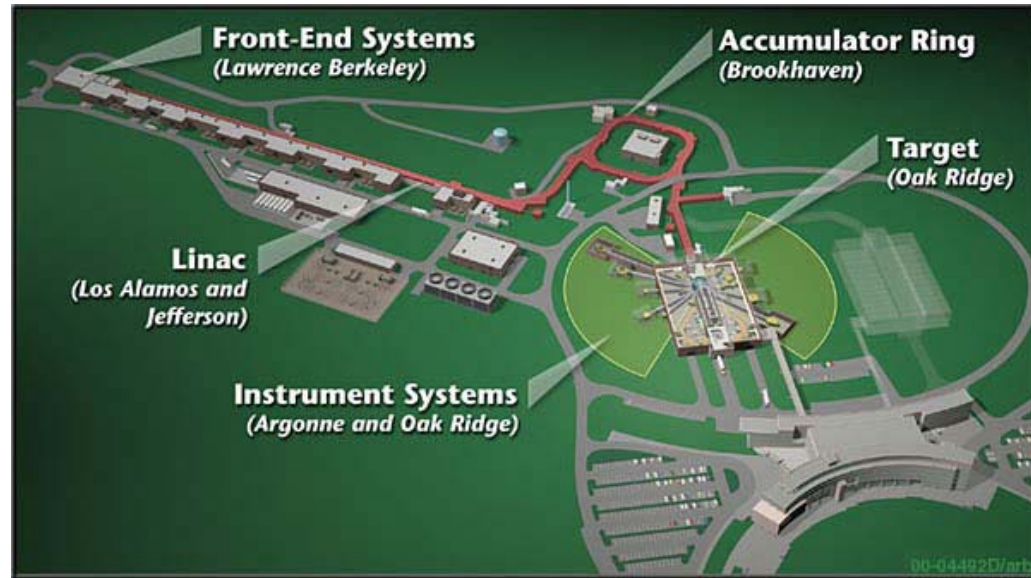 Front-End Systems
(Lawrence Berkeley)
Accumulator Ring
(Brookhaven)
Target
(Oak Ridge)
Linac
(Los Alamos and
Jefferson)
Instrument Systems
(Argonne and Oak Ridge)
00-04492D/arb